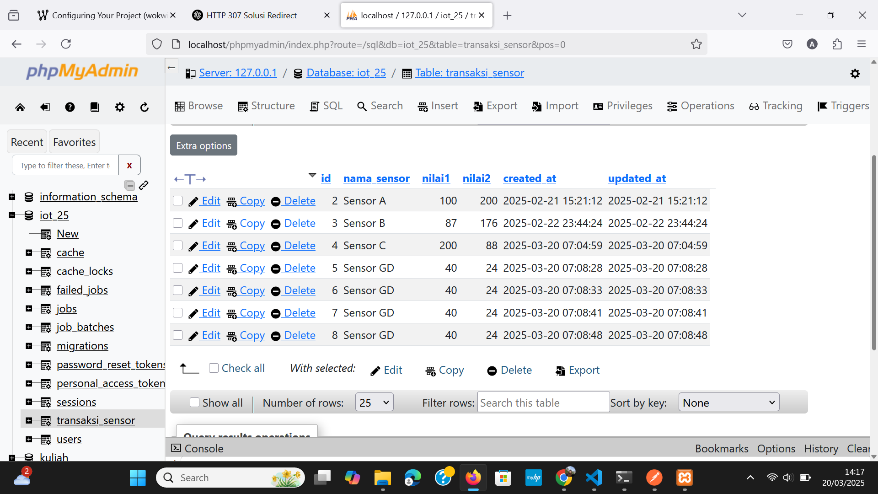 Configuring Your Project (wokw
HTTP 307 Solusi Redirect
localhost / 127.0.0.1 / iot_25 / t
localhost/phpmyadmin/index.php?route=/sql&db=iot_25&table=transaksi_sensor&pos=0
phpMyAdmin
Server: 127.0.0.1 / Database: iot_25 / Table: transaksi_sensor
Browse Structure SQL Search Insert Export Import Privileges Operations Tracking Triggers
Recent Favorites
Type to filter these, Enter t X
information_schema
iot_25
New
cache
cache_locks
failed_jobs
jobs
job_batches
migrations
password_reset_tokens
personal_access_token
sessions
transaksi_sensor
users
kuliah
Extra options
←T→ id nama_sensor nilai1 nilai2 created_at updated_at
Edit Copy Delete 2 Sensor A 100 200 2025-02-21 15:21:12 2025-02-21 15:21:12
Edit Copy Delete 3 Sensor B 87 176 2025-02-22 23:44:24 2025-02-22 23:44:24
Edit Copy Delete 4 Sensor C 200 88 2025-03-20 07:04:59 2025-03-20 07:04:59
Edit Copy Delete 5 Sensor GD 40 24 2025-03-20 07:08:28 2025-03-20 07:08:28
Edit Copy Delete 6 Sensor GD 40 24 2025-03-20 07:08:33 2025-03-20 07:08:33
Edit Copy Delete 7 Sensor GD 40 24 2025-03-20 07:08:41 2025-03-20 07:08:41
Edit Copy Delete 8 Sensor GD 40 24 2025-03-20 07:08:48 2025-03-20 07:08:48
Check all With selected: Edit Copy Delete Export
Show all Number of rows: 25 Filter rows: Search this table Sort by key: None
Query results operations
Console Bookmarks Options History Clear
2
Search
14:17
20/03/2025